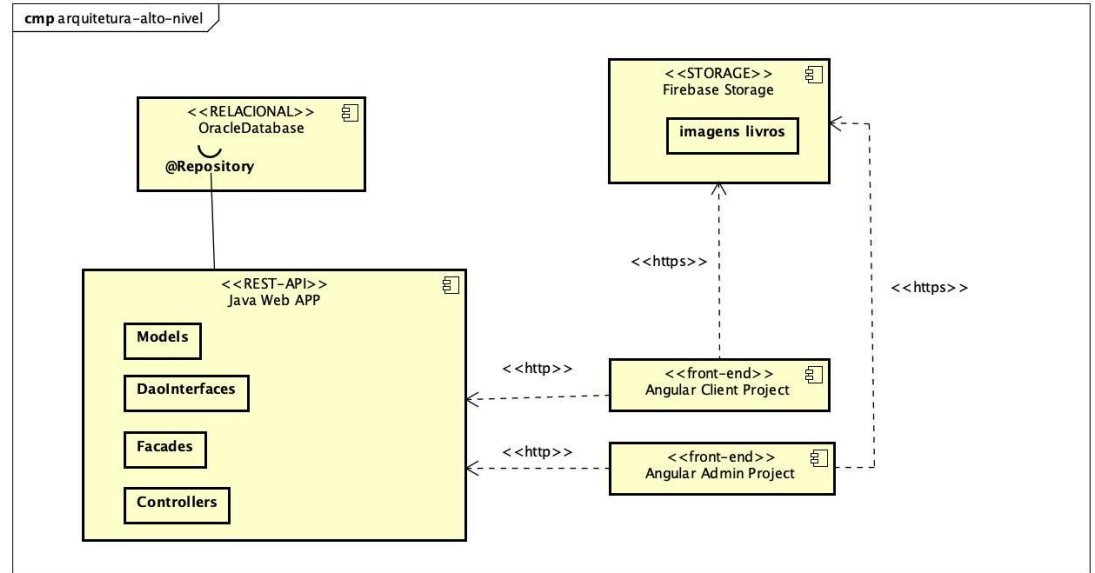 cmp arquitetura-alto-nivel
<<RELACIONAL>>
OracleDatabase
@Repository
<<STORAGE>>
Firebase Storage
imagens livros
<<https>>
<<https>>
<<REST-API>>
Java Web APP
Models
DaoInterfaces
Facades
Controllers
<<http>>
<<front-end>>
Angular Client Project
<<http>>
<<front-end>>
Angular Admin Project